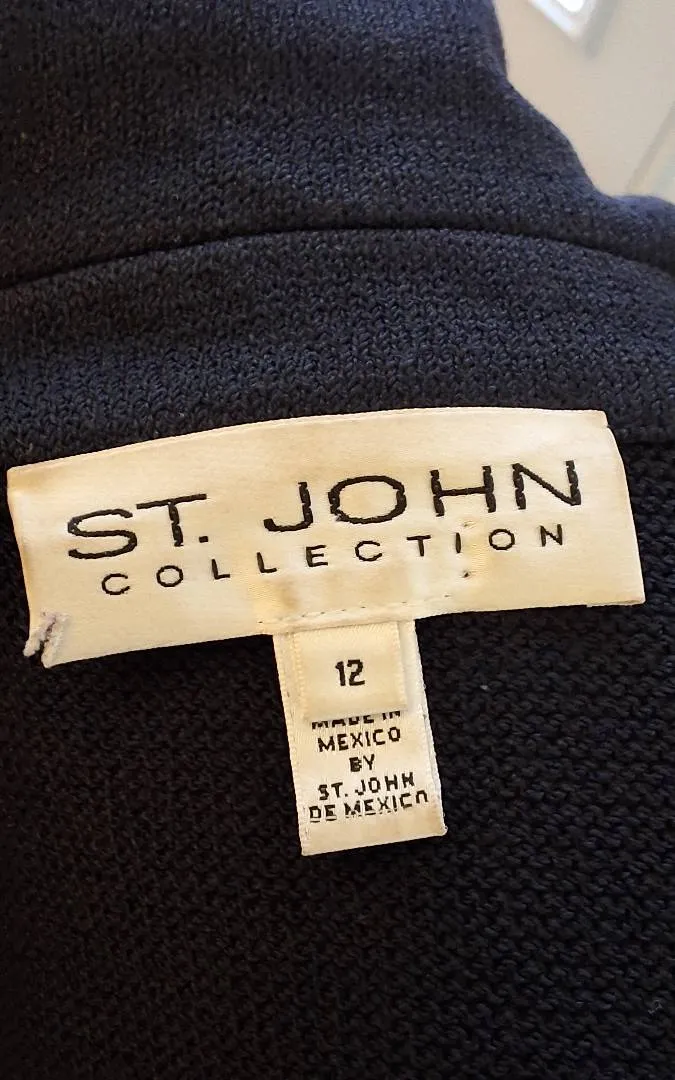 ST. JOHN
COLLECTION
12
MADE IN
MEXICO
BY
ST. JOHN
DE MEXICO